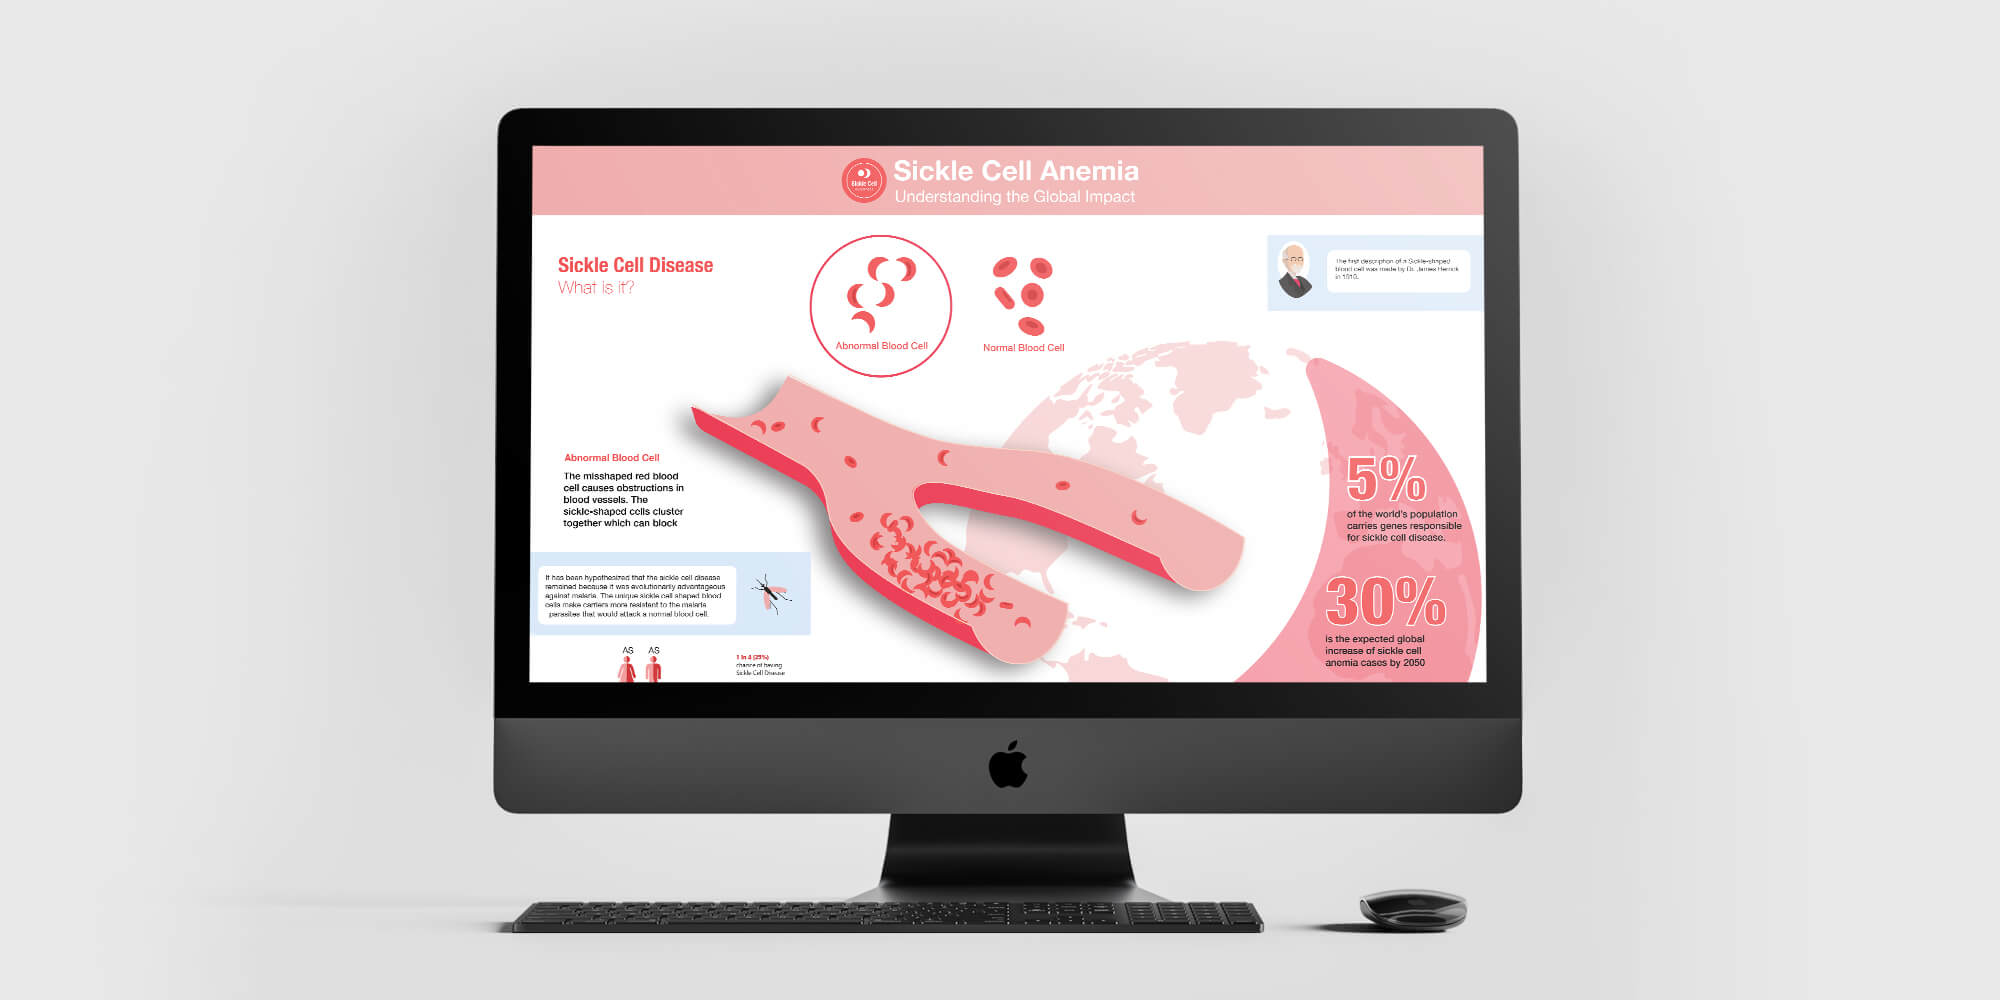 Sickle Cell
Sickle Cell Anemia
Understanding the Global Impact
Sickle Cell Disease
What is it?
Abnormal Blood Cell
Normal Blood Cell
The first description of a Sickle-shaped
blood cell was made by Dr. James Herrick
in 1910.
Abnormal Blood Cell
The misshaped red blood
cell causes obstructions in
blood vessels. The
sickle-shaped cells cluster
together which can block
5%
of the world's population
carries genes responsible
for sickle cell disease.
30%
is the expected global
increase of sickle cell
anemia cases by 2050
It has been hypothesized that the sickle cell disease
remained because it was evolutionarily advantageous
against malaria. The unique sickle cell shaped blood
cells make carriers more resistant to the malaria
parasites that would attack a normal blood cell.
AS AS
1 in 4 (25%)
chance of having
Sickle Cell Disease